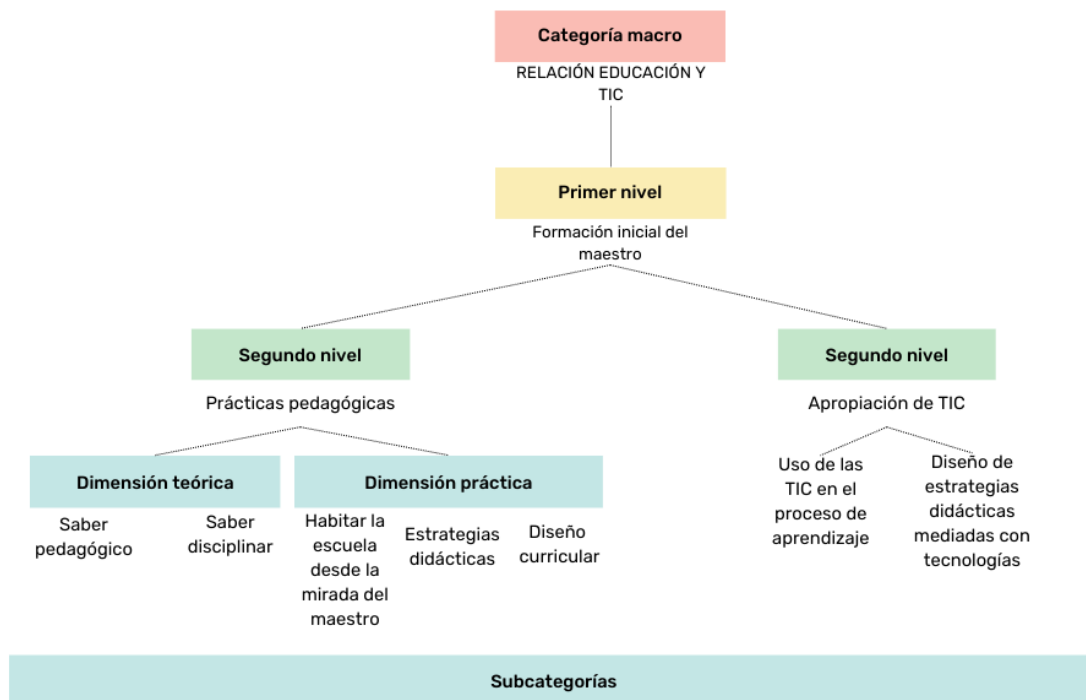 Categoría macro
RELACIÓN EDUCACIÓN Y
TIC
Primer nivel
Formación inicial del
maestro
Segundo nivel
Prácticas pedagógicas
Segundo nivel
Apropiación de TIC
Dimensión teórica
Saber
pedagógico
Saber
disciplinar
Dimensión práctica
Habitar la
escuela
desde la
mirada del
maestro
Estrategias
didácticas
Diseño
curricular
Uso de las
TIC en el
proceso de
aprendizaje
Diseño de
estrategias
didácticas
mediadas con
tecnologías
Subcategorías